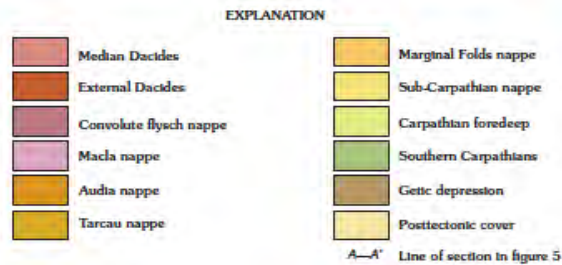 EXPLANATION
Median Dacides
External Dacides
Convolute flysch nappe
Macla nappe
Audia nappe
Tarcau nappe
Marginal Folds nappe
Sub-Carpathian nappe
Carpathian foredeep
Southern Carpathians
Getic depression
Posttectonic cover
A—A' Line of section in figure 5